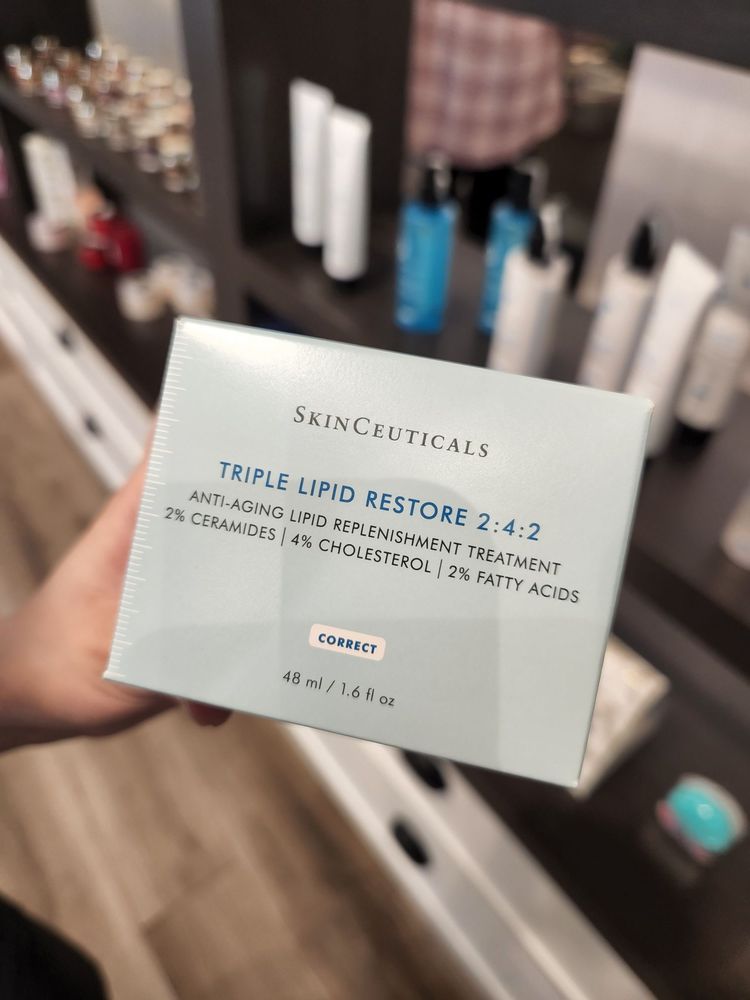 SKINCEUTICALS
TRIPLE LIPID RESTORE 2:4:2
ANTI-AGING LIPID REPLENISHMENT TREATMENT
2% CERAMIDES | 4% CHOLESTEROL | 2% FATTY ACIDS
CORRECT
48 ml / 1.6 fl oz